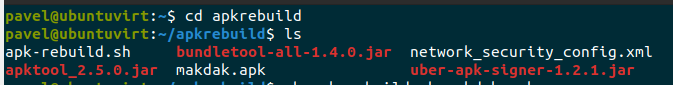 pavel@ubuntuvirt:~$ cd apkrebuild
pavel@ubuntuvirt:~/apkrebuild$ ls
apk-rebuild.sh bundletool-all-1.4.0.jar network_security_config.xml
apktool_2.5.0.jar makdak.apk uber-apk-signer-1.2.1.jar